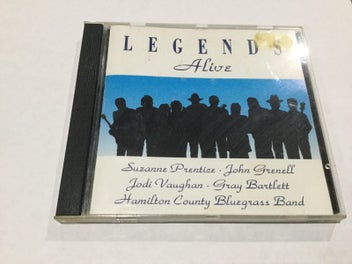 LEGENDS
Alive
Suzanne Prentice · John Grenell
Jodi Vaughan · Gray Bartlett
Hamilton County Bluegrass Band